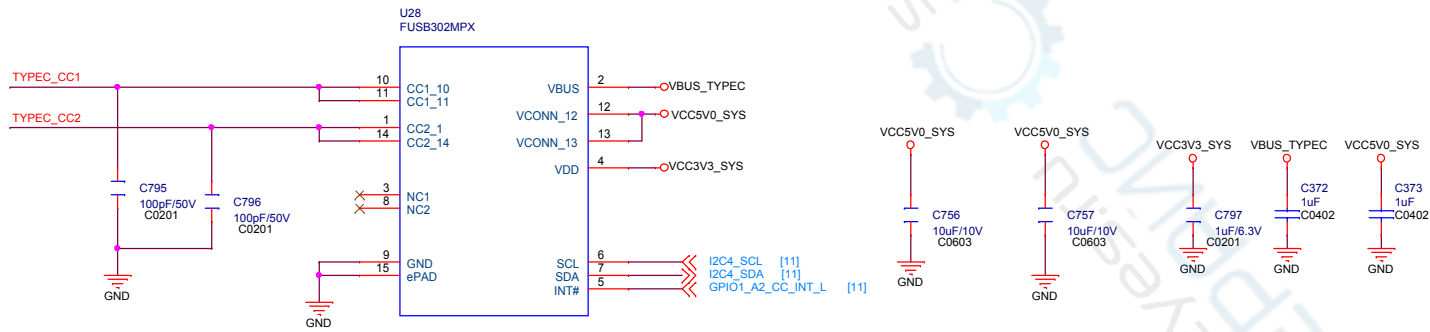 U28
FUSB302MPX
TYPEC_CC1
TYPEC_CC2
10
CC1_10
11
CC1_11
1
CC2_1
14
CC2_14
3
NC1
8
NC2
9
GND
15
ePAD
VBUS
2
VBUS_TYPEC
VCONN_12
12
VCC5V0_SYS
VCONN_13
13
VDD
4
VCC3V3_SYS
SCL
6
I2C4_SCL [11]
SDA
7
I2C4_SDA [11]
INT#
5
GPIO1_A2_CC_INT_L [11]
C795
100pF/50V
C0201
C796
100pF/50V
C0201
GND
GND
VCC5V0_SYS
C756
10uF/10V
C0603
GND
VCC5V0_SYS
C757
10uF/10V
C0603
GND
VCC3V3_SYS
C797
1uF/6.3V
C0201
GND
VBUS_TYPEC
C372
1uF
C0402
GND
VCC5V0_SYS
C373
1uF
C0402
GND